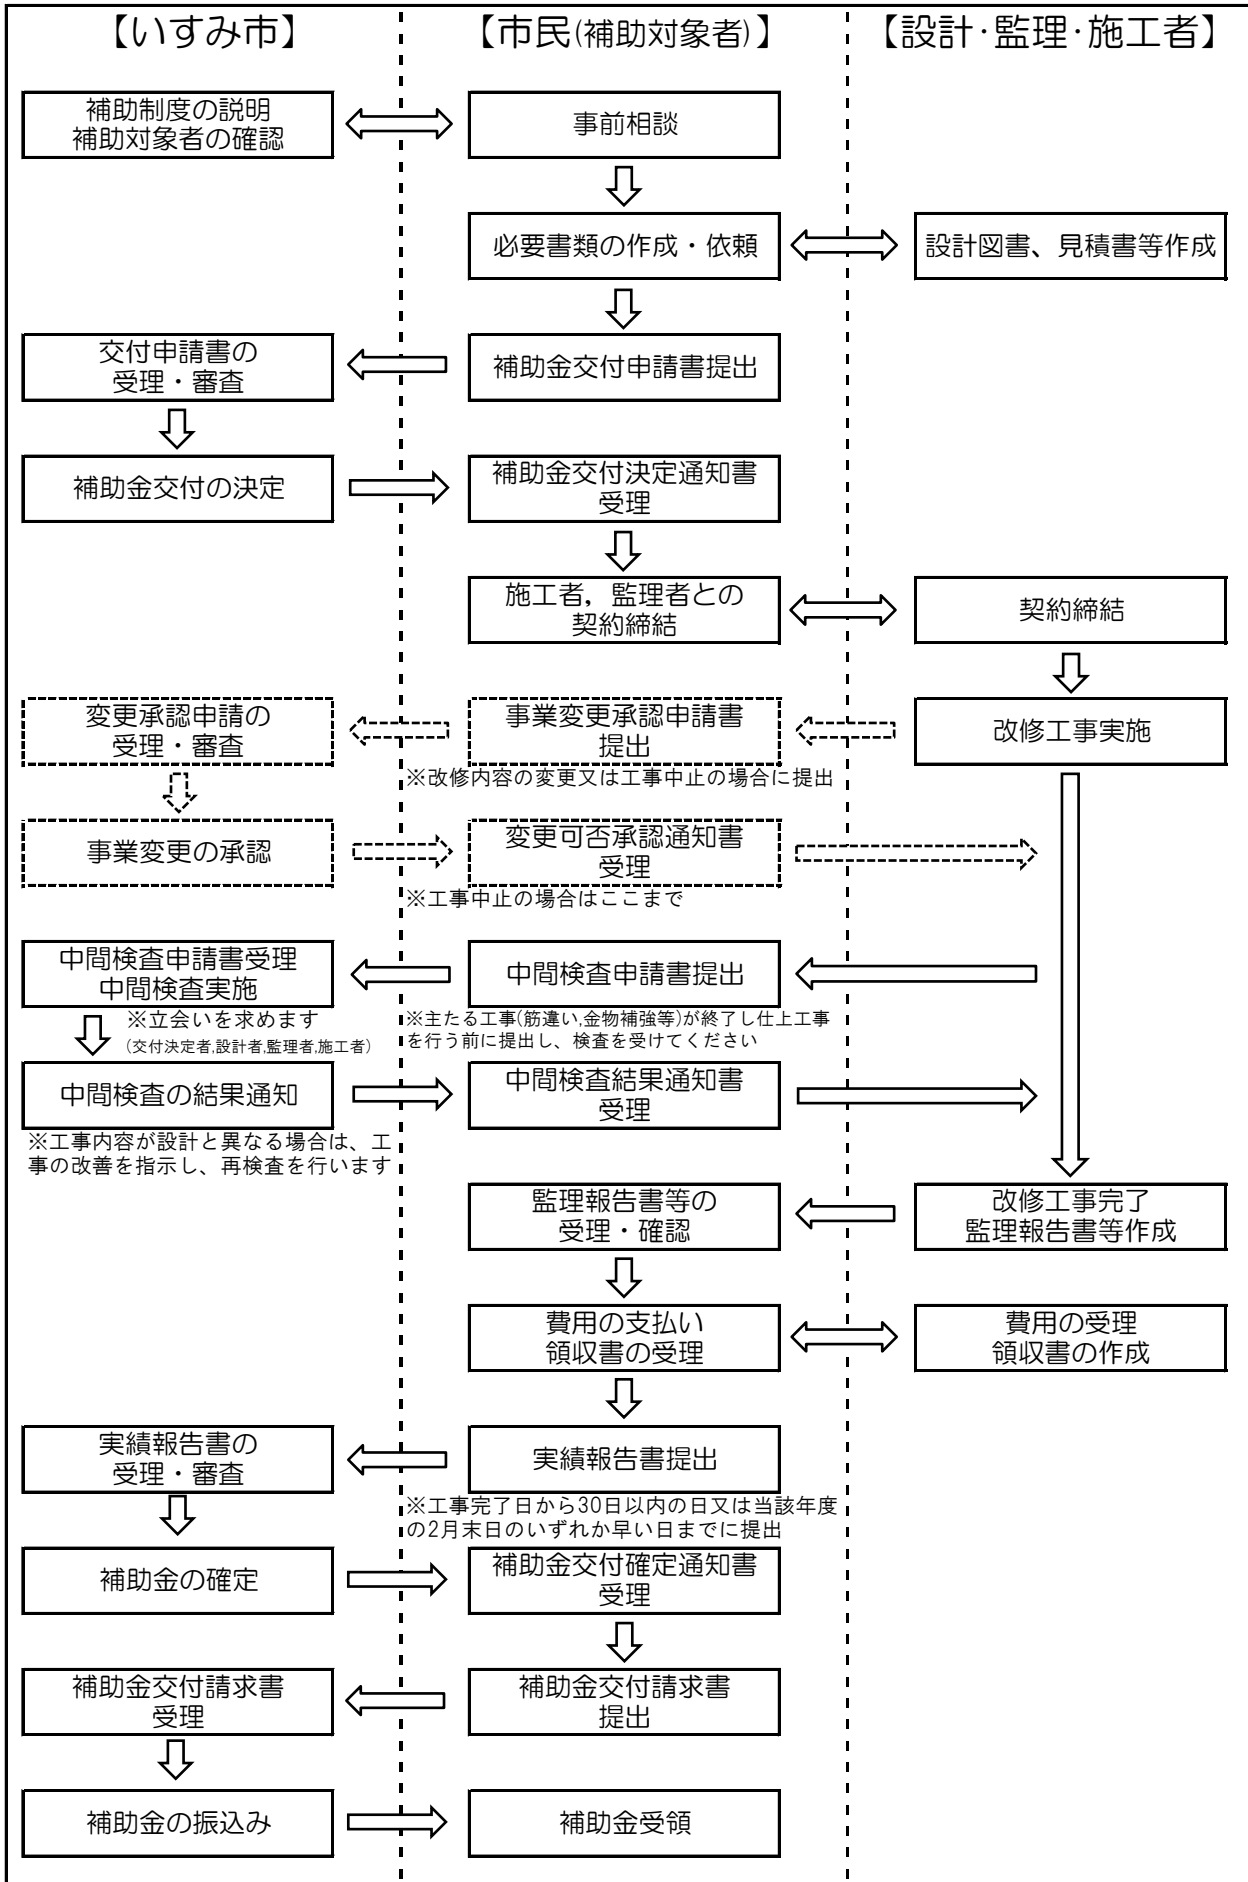 【いすみ市】
【市民(補助対象者)】
【設計･監理･施工者】
補助制度の説明
補助対象者の確認
事前相談
必要書類の作成・依頼
設計図書、見積書等作成
交付申請書の
受理・審査
補助金交付申請書提出
補助金交付の決定
補助金交付決定通知書
受理
施工者，監理者との
契約締結
契約締結
変更承認申請の
受理・審査
事業変更承認申請書
提出
改修工事実施
※改修内容の変更又は工事中止の場合に提出
事業変更の承認
変更可否承認通知書
受理
※工事中止の場合はここまで
中間検査申請書受理
中間検査実施
中間検査申請書提出
※立会いを求めます
(交付決定者,設計者,監理者,施工者)
※主たる工事(筋違い,金物補強等)が終了し仕上工事
を行う前に提出し、検査を受けてください
中間検査の結果通知
中間検査結果通知書
受理
※工事内容が設計と異なる場合は、工
事の改善を指示し、再検査を行います
監理報告書等の
受理・確認
改修工事完了
監理報告書等作成
費用の支払い
領収書の受理
費用の受理
領収書の作成
実績報告書の
受理・審査
実績報告書提出
※工事完了日から30日以内の日又は当該年度
の2月末日のいずれか早い日までに提出
補助金の確定
補助金交付確定通知書
受理
補助金交付請求書
受理
補助金交付請求書
提出
補助金の振込み
補助金受領